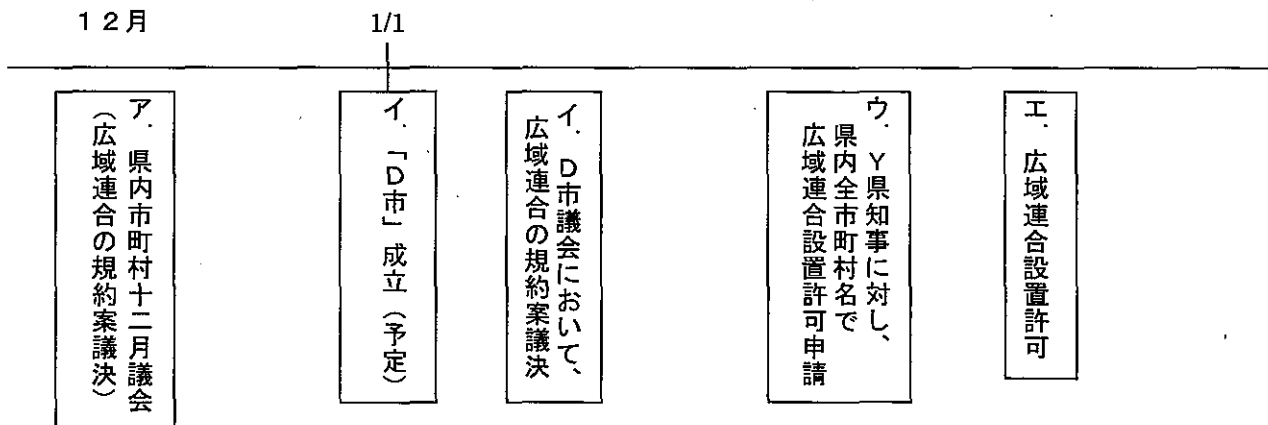 １２月
1/1
ア．県内市町村十二月議会
（広域連合の規約案議決）
イ．「Ｄ市」成立（予定）
イ．Ｄ市議会において、
広域連合の規約案議決
ウ．Ｙ県知事に対し、
県内全市町村名で
広域連合設置許可申請
エ．広域連合設置許可